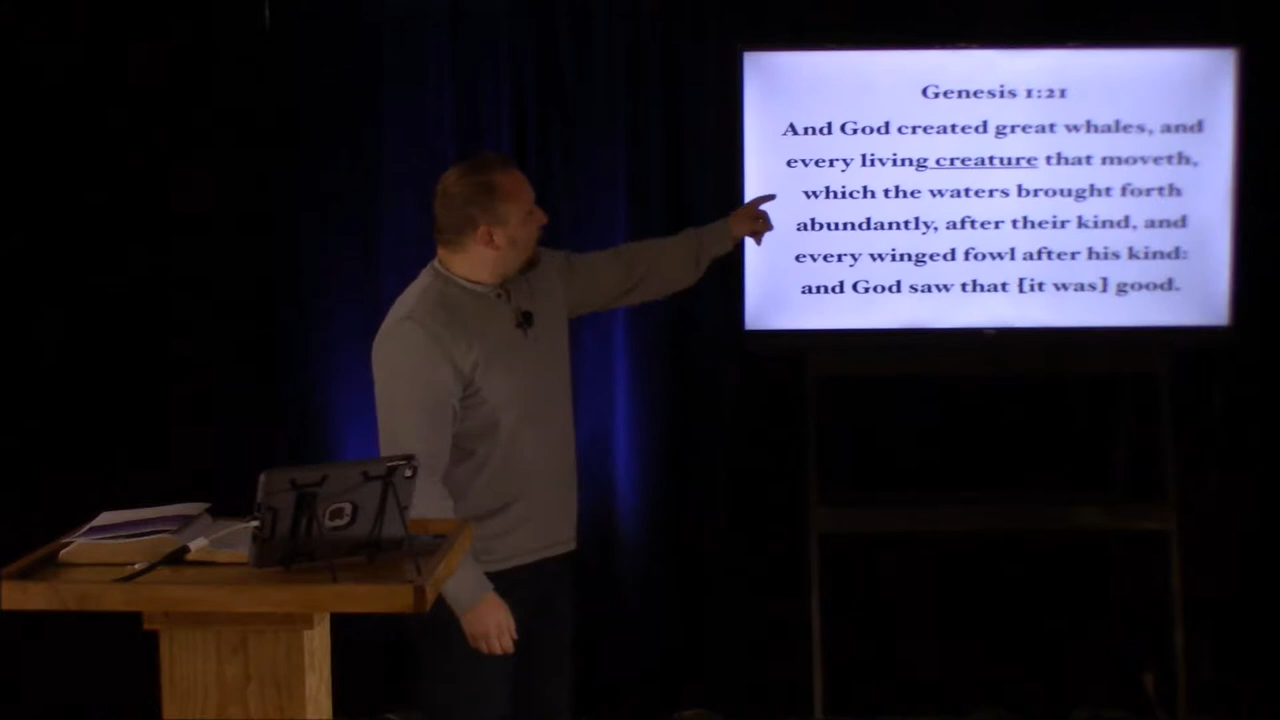 Genesis 1:21
And God created great whales, and
every living creature that moveth,
which the waters brought forth
abundantly, after their kind, and
every winged fowl after his kind:
and God saw that [it was] good.